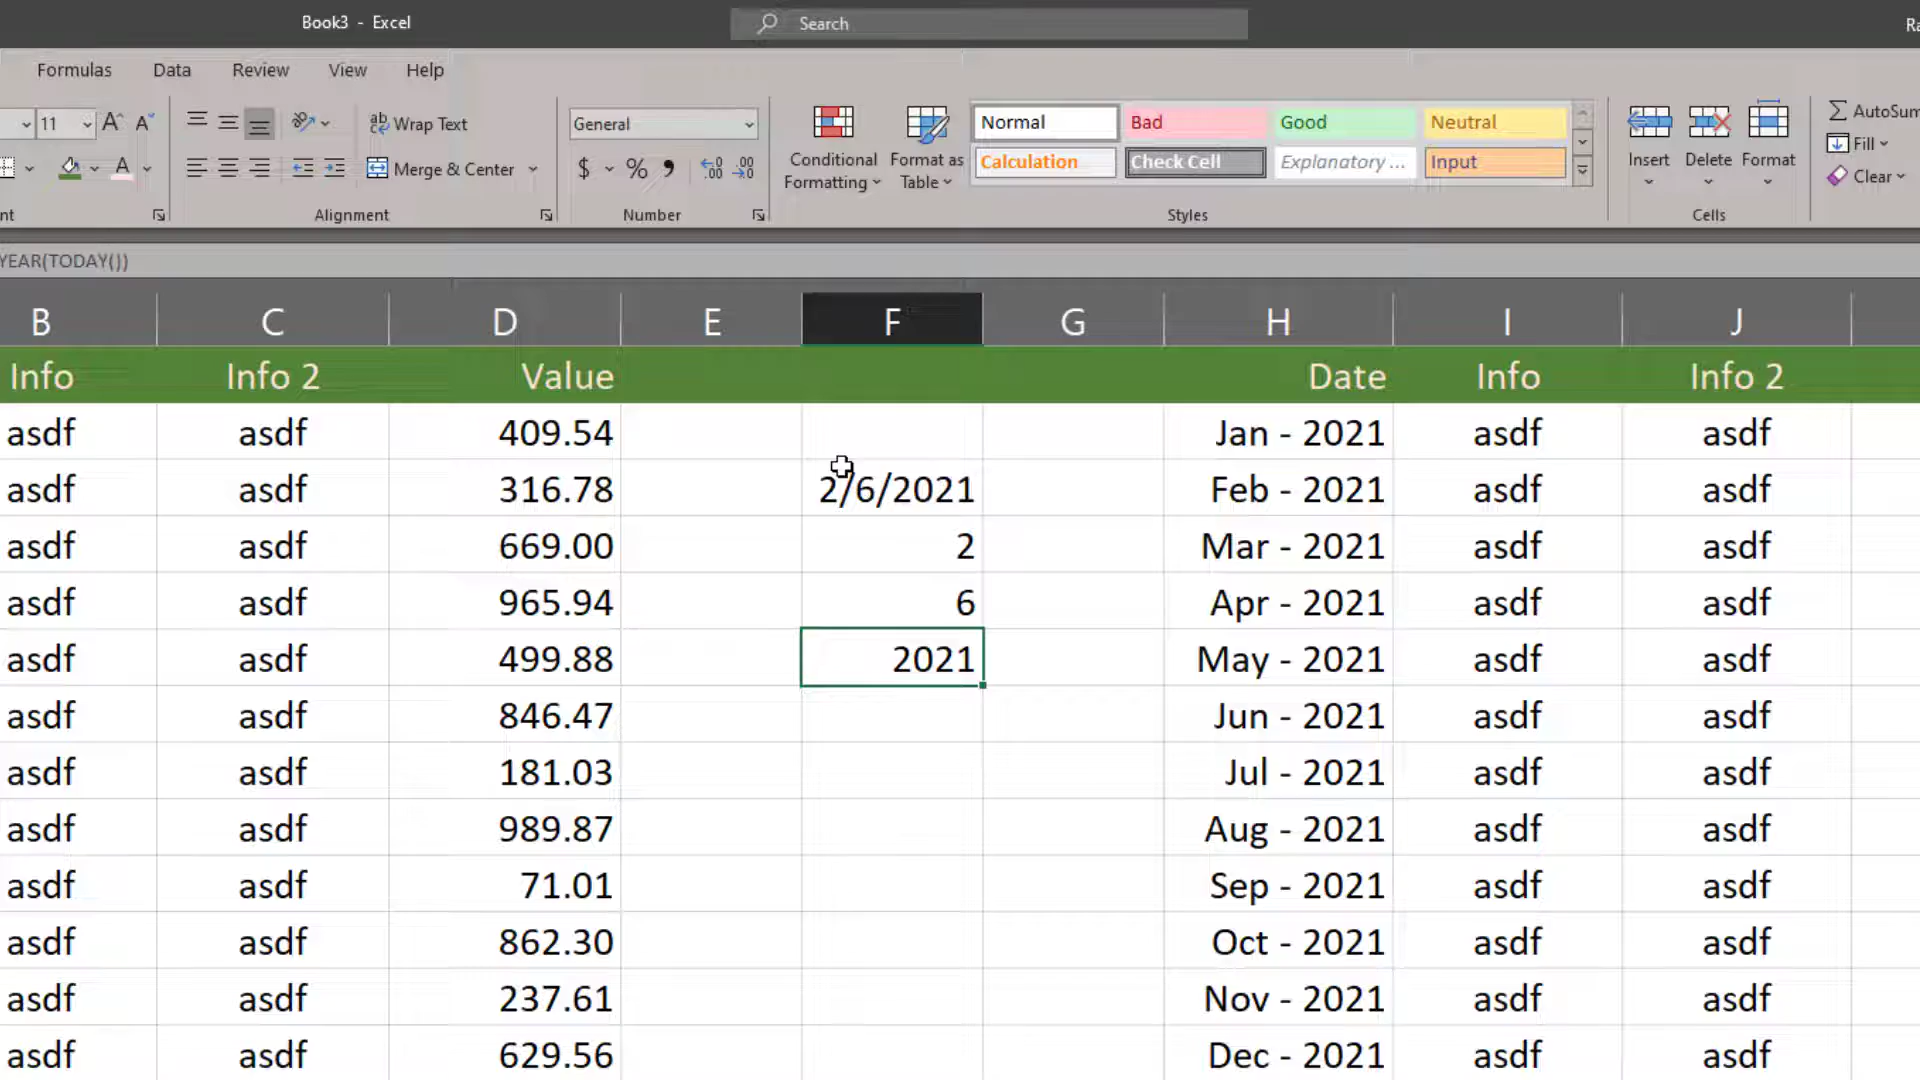 Book3 - Excel
Search
Ra
Formulas Data Review View Help
11 Wrap Text General
Conditional Formatting
Format as Table
Normal Bad Good Neutral
Calculation Check Cell Explanatory ... Input
Insert Delete Format
AutoSum
Fill
Clear
Merge & Center $ % 
nt Alignment Number Styles Cells
YEAR(TODAY())
B C D E F G H I J
Info Info 2 Value Date Info Info 2
asdf asdf 409.54 Jan - 2021 asdf asdf
asdf asdf 316.78 2/6/2021 Feb - 2021 asdf asdf
asdf asdf 669.00 2 Mar - 2021 asdf asdf
asdf asdf 965.94 6 Apr - 2021 asdf asdf
asdf asdf 499.88 2021 May - 2021 asdf asdf
asdf asdf 846.47 Jun - 2021 asdf asdf
asdf asdf 181.03 Jul - 2021 asdf asdf
asdf asdf 989.87 Aug - 2021 asdf asdf
asdf asdf 71.01 Sep - 2021 asdf asdf
asdf asdf 862.30 Oct - 2021 asdf asdf
asdf asdf 237.61 Nov - 2021 asdf asdf
asdf asdf 629.56 Dec - 2021 asdf asdf